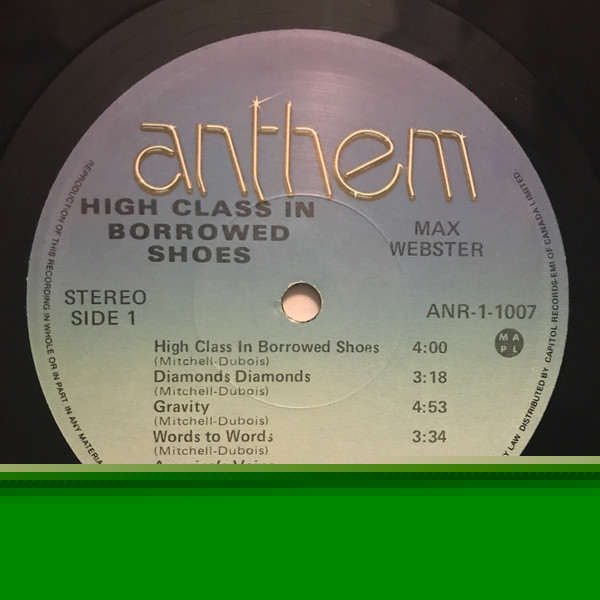 anthem
HIGH CLASS IN
BORROWED
SHOES
MAX
WEBSTER
STEREO
SIDE 1
ANR-1-1007
MA
PL
High Class In Borrowed Shoes 4:00
(Mitchell-Dubois)
Diamonds Diamonds 3:18
(Mitchell-Dubois)
Gravity 4:53
(Mitchell-Dubois)
Words to Words 3:34
(Mitchell-Dubois)
REPRODUCTION OF THIS RECORDING IN WHOLE OR IN PART, IN ANY
LAW DISTRIBUTED BY CAPITOL RECORDS-EMI OF CANADA LIMITED